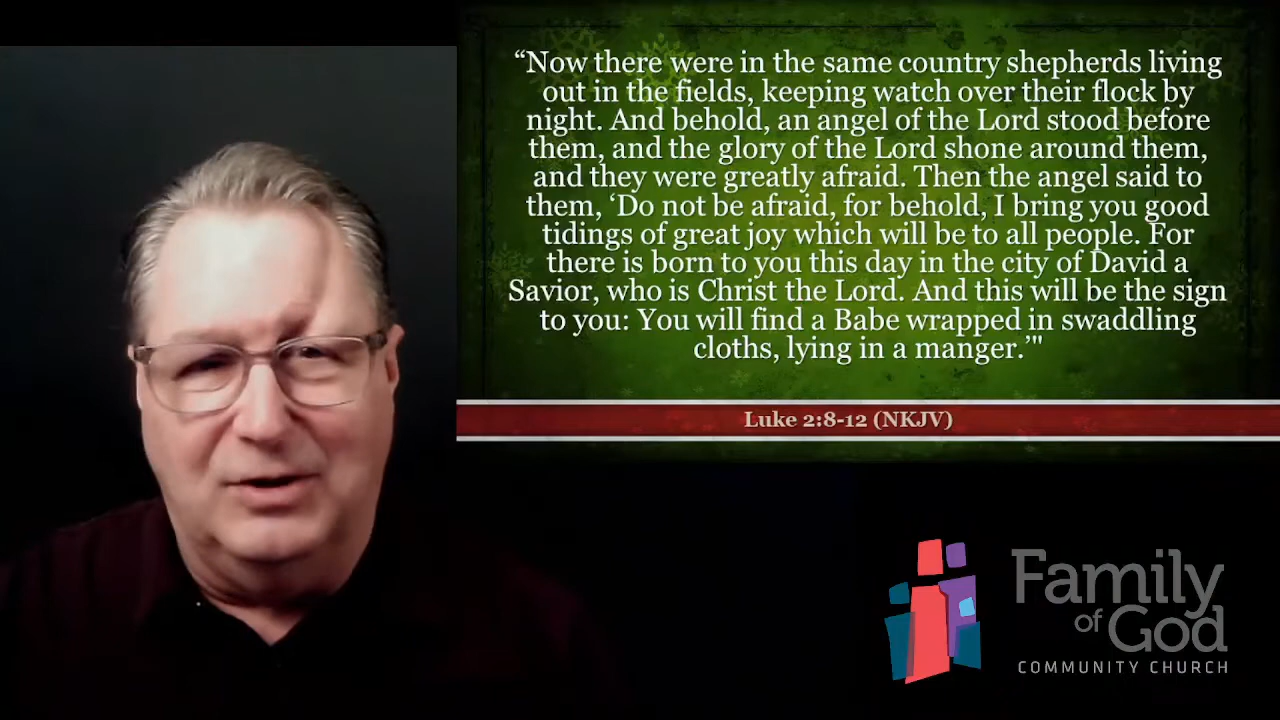 “Now there were in the same country shepherds living
out in the fields, keeping watch over their flock by
night. And behold, an angel of the Lord stood before
them, and the glory of the Lord shone around them,
and they were greatly afraid. Then the angel said to
them, ‘Do not be afraid, for behold, I bring you good
tidings of great joy which will be to all people. For
there is born to you this day in the city of David a
Savior, who is Christ the Lord. And this will be the sign
to you: You will find a Babe wrapped in swaddling
cloths, lying in a manger.’"
Luke 2:8-12 (NKJV)
Family
of God
COMMUNITY CHURCH